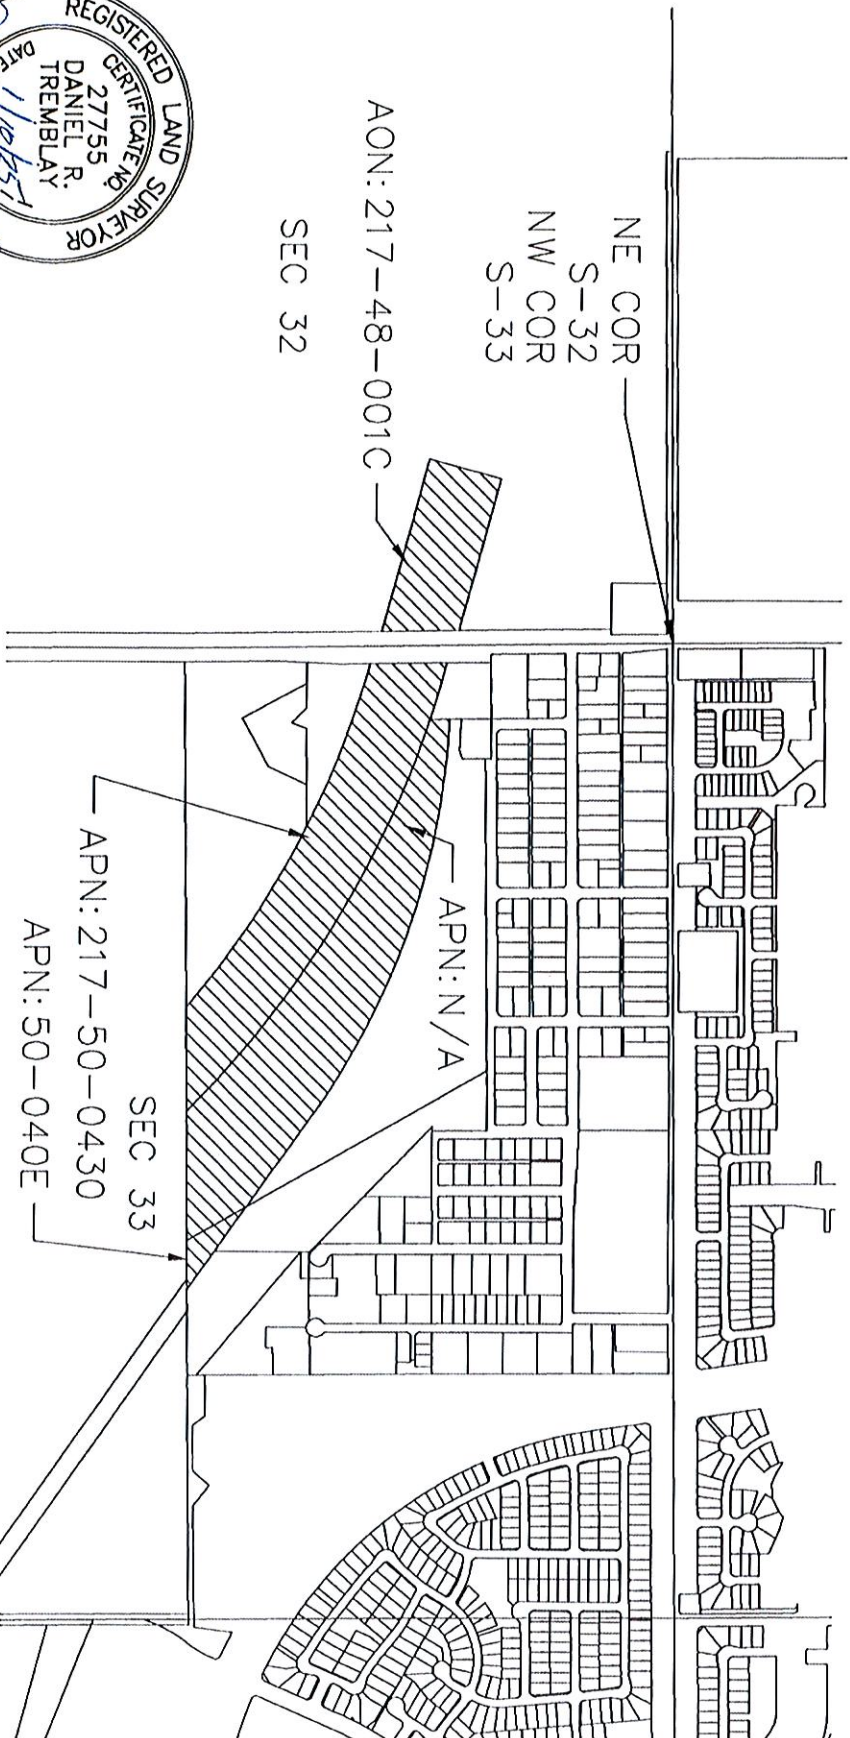 REGISTERED LAND SURVEYOR
CERTIFICATE NO.
27755
DANIEL R.
TREMBLAY
DATE
NE COR
S-32
NW COR
S-33
AON: 217-48-001C
SEC 32
APN: N/A
SEC 33
APN: 217-50-0430
APN: 50-040E